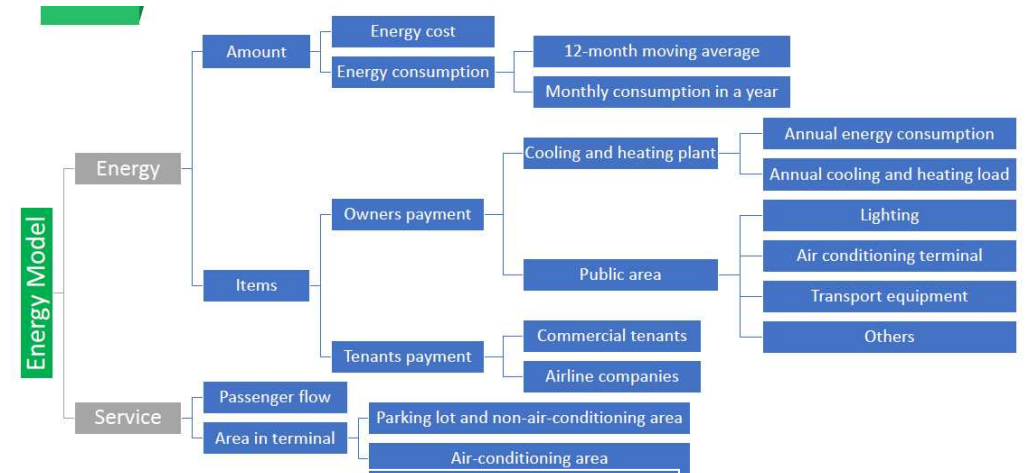 Energy Model
Energy
Amount
Energy cost
Energy consumption
12-month moving average
Monthly consumption in a year
Items
Owners payment
Cooling and heating plant
Annual energy consumption
Annual cooling and heating load
Public area
Lighting
Air conditioning terminal
Transport equipment
Others
Tenants payment
Commercial tenants
Airline companies
Service
Passenger flow
Area in terminal
Parking lot and non-air-conditioning area
Air-conditioning area